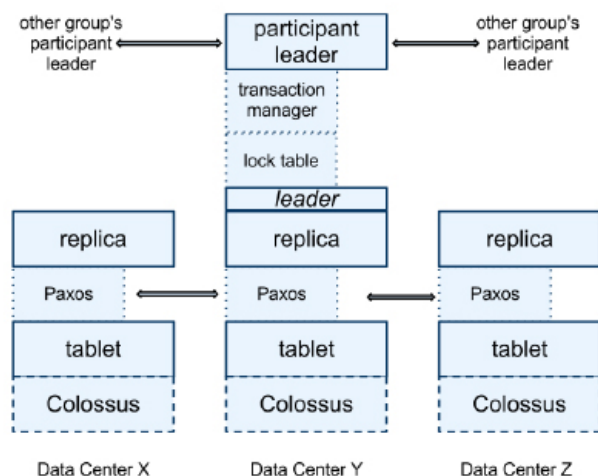 other group's
participant
leader
participant
leader
other group's
participant
leader
transaction
manager
lock table
leader
replica
replica
replica
Paxos
Paxos
Paxos
tablet
tablet
tablet
Colossus
Colossus
Colossus
Data Center X
Data Center Y
Data Center Z